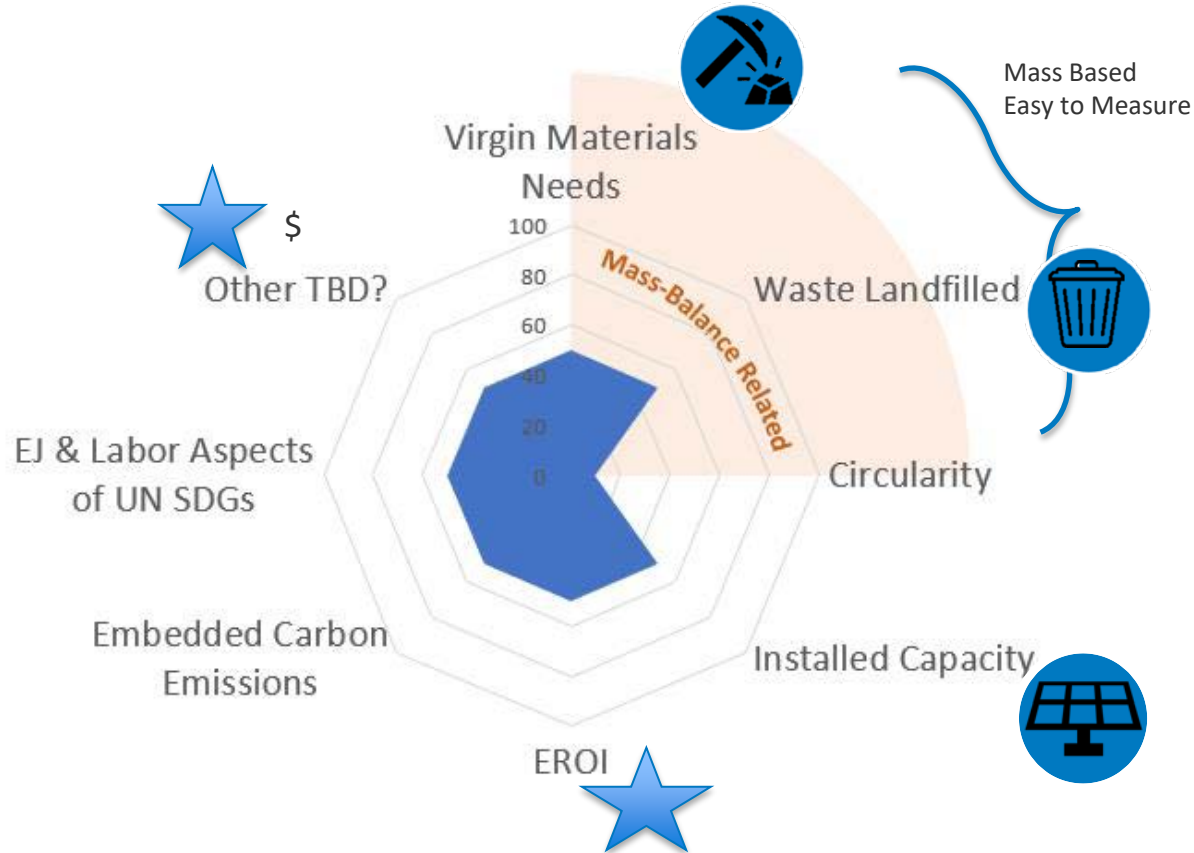 Mass Based
Easy to Measure
Virgin Materials
Needs
$
Other TBD?
100
80
60
40
20
0
Mass-Balance Related
Waste Landfilled
EJ & Labor Aspects
of UN SDGs
Circularity
Embedded Carbon
Emissions
Installed Capacity
EROI